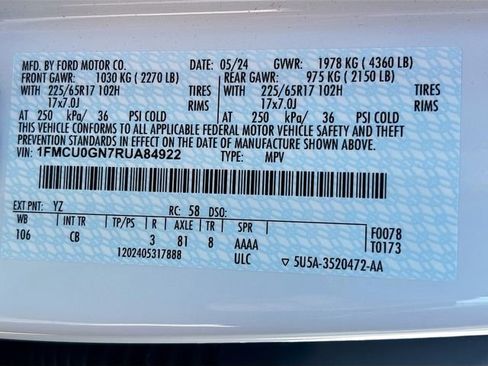 MFD. BY FORD MOTOR CO. DATE: 05/24 GVWR: 1978 KG ( 4360 LB)
FRONT GAWR: 1030 KG ( 2270 LB) REAR GAWR: 975 KG ( 2150 LB)
WITH 225/65R17 102H TIRES WITH 225/65R17 102H TIRES
17x7.0J RIMS 17x7.0J RIMS
AT 250 kPa/ 36 PSI COLD AT 250 kPa/ 36 PSI COLD
THIS VEHICLE CONFORMS TO ALL APPLICABLE FEDERAL MOTOR VEHICLE SAFETY AND THEFT
PREVENTION STANDARDS IN EFFECT ON THE DATE OF MANUFACTURE SHOWN ABOVE.
VIN: 1FMCU0GN7RUA84922 TYPE: MPV
EXT PNT: YZ RC: 58 DSO:
WB INT TR TP/PS R AXLE TR SPR
106 CB 3 81 8 AAAA
F0078
T0173
1202405317888 ULC ▽ 5U5A-3520472-AA